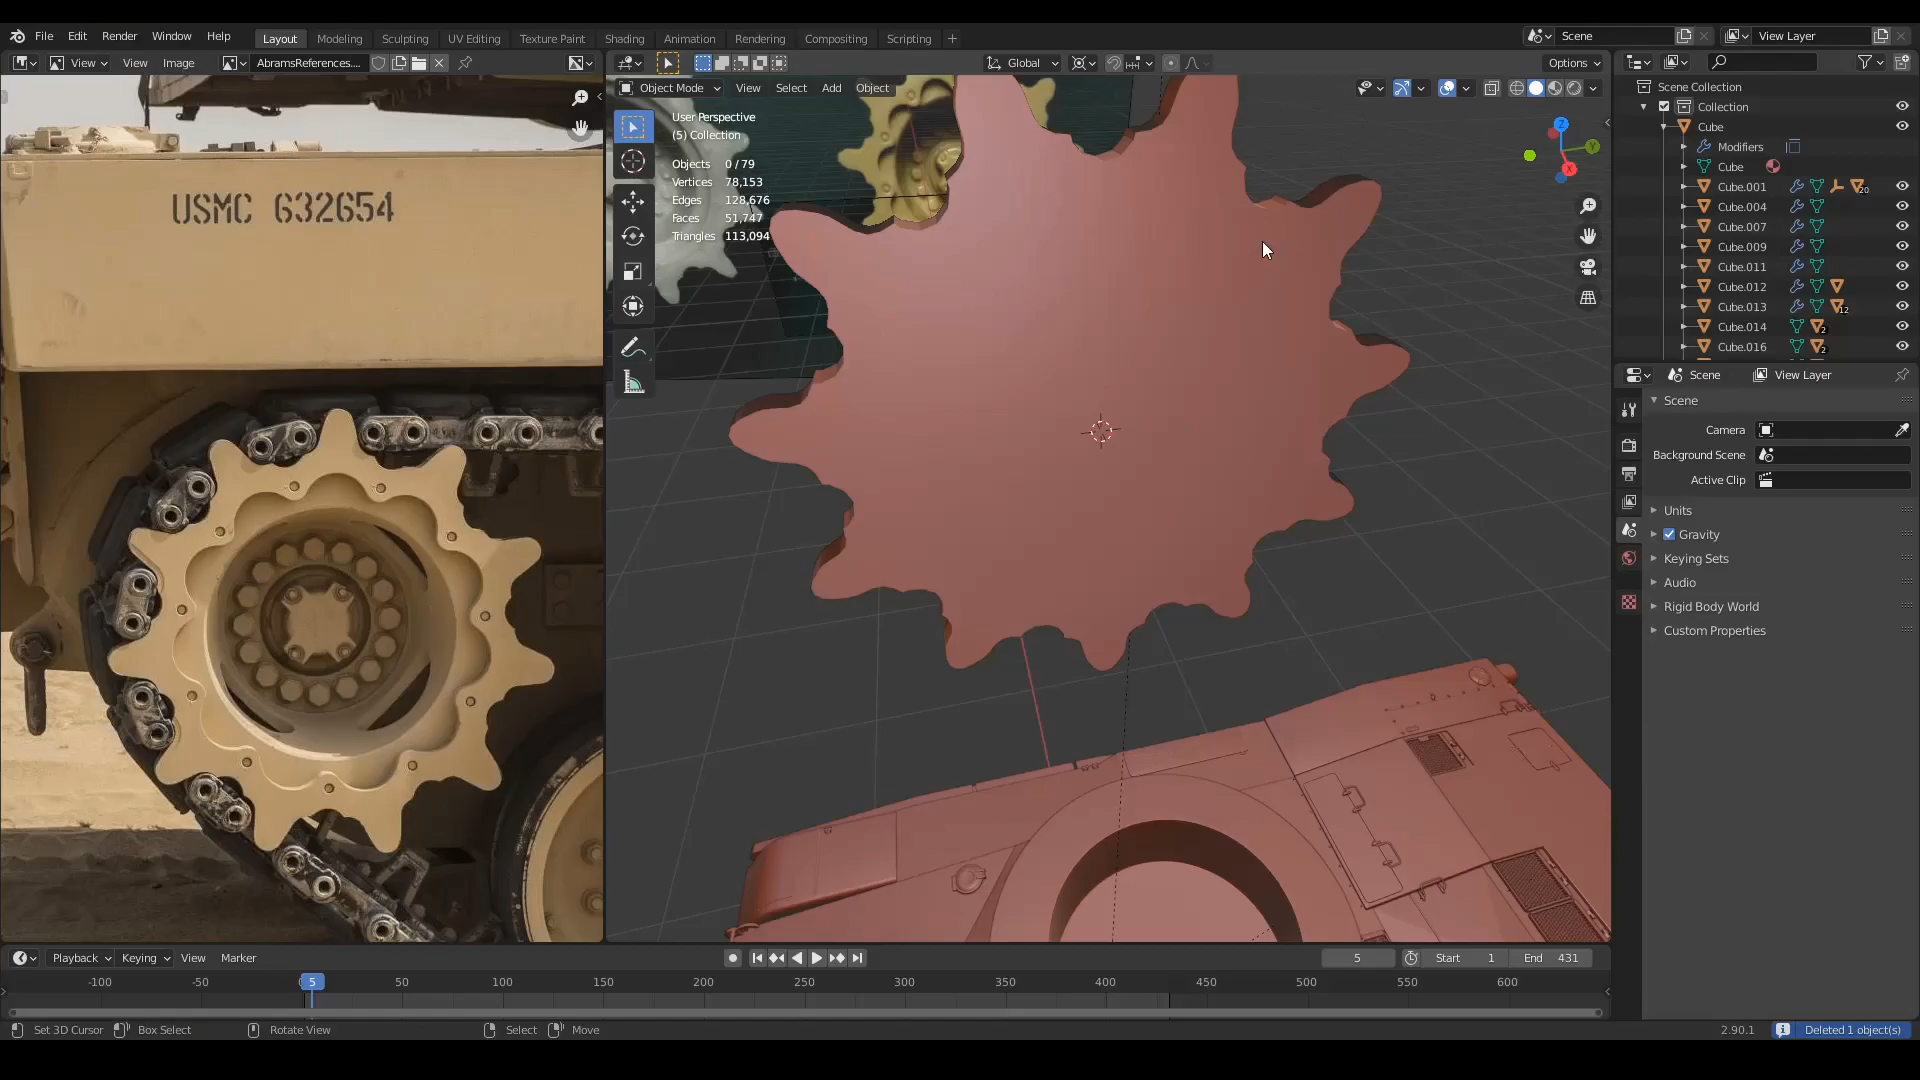 File Edit Render Window Help
Layout Modeling Sculpting UV Editing Texture Paint Shading Animation Rendering Compositing Scripting
Scene View Layer
View View Image AbramsReferences....
Global Options
Object Mode View Select Add Object
User Perspective
(5) Collection
Objects 0 / 79
Vertices 78,153
Edges 128,676
Faces 51,747
Triangles 113,094
USMC 632654
Z
Y
X
Scene Collection
Collection
Cube
Modifiers
Cube
Cube.001 20
Cube.004
Cube.007
Cube.009
Cube.011
Cube.012
Cube.013 12
Cube.014 2
Cube.016 2
Scene View Layer
Scene
Camera
Background Scene
Active Clip
Units
Gravity
Keying Sets
Audio
Rigid Body World
Custom Properties
Playback Keying View Marker
5 Start 1 End 431
-100 -50 5 50 100 150 200 250 300 350 400 450 500 550 600
Set 3D Cursor Box Select Rotate View Select Move
2.90.1 Deleted 1 object(s)